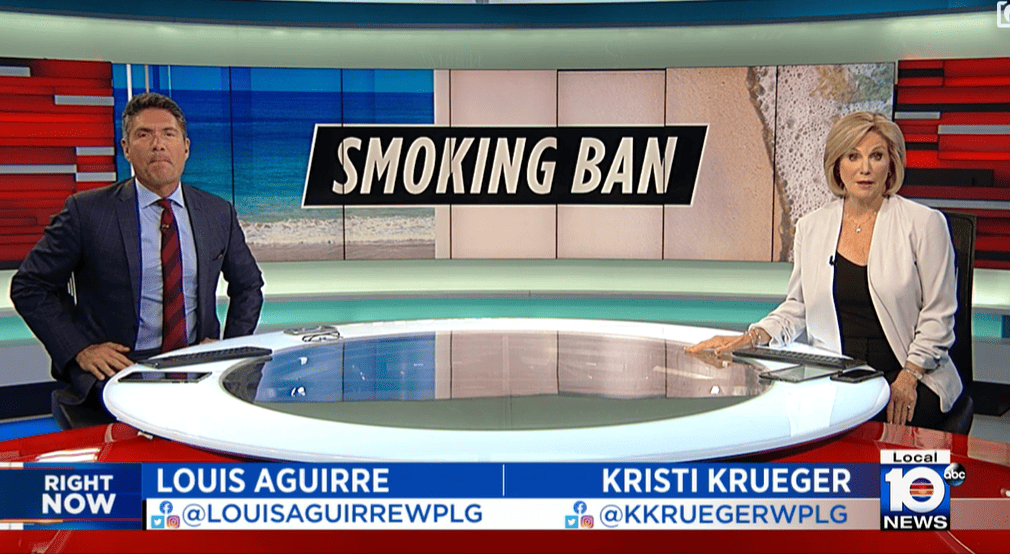 SMOKING BAN
RIGHT NOW
LOUIS AGUIRRE
KRISTI KRUEGER
@LOUISAGUIRREWPLG
@KKRUEGERWPLG
Local
10
abc
NEWS